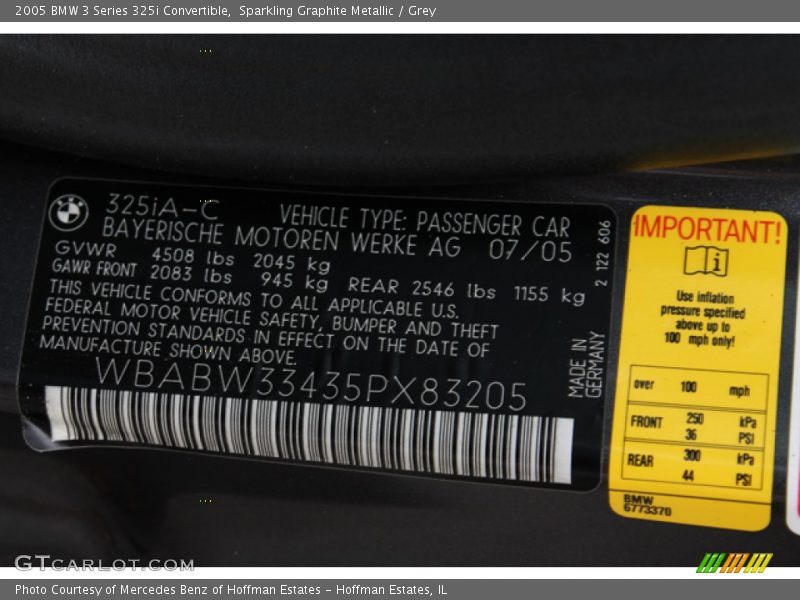 2005 BMW 3 Series 325i Convertible,  Sparkling Graphite Metallic / Grey
325iA-C
VEHICLE TYPE: PASSENGER CAR
BAYERISCHE MOTOREN WERKE AG 07/05
GVWR 4508 lbs 2045 kg
GAWR FRONT 2083 lbs 945 kg REAR 2546 lbs 1155 kg
THIS VEHICLE CONFORMS TO ALL APPLICABLE U.S.
FEDERAL MOTOR VEHICLE SAFETY, BUMPER AND THEFT
PREVENTION STANDARDS IN EFFECT ON THE DATE OF
MANUFACTURE SHOWN ABOVE.
WBABW33435PX83205
2 122 606
MADE IN
GERMANY
IMPORTANT!
i
Use inflation
pressure specified
above up to
100 mph only!
over 100 mph
FRONT 250 kPa
36 PSI
REAR 300 kPa
44 PSI
BMW
6773370
GTCARLOT.COM
Photo Courtesy of Mercedes Benz of Hoffman Estates - Hoffman Estates, IL